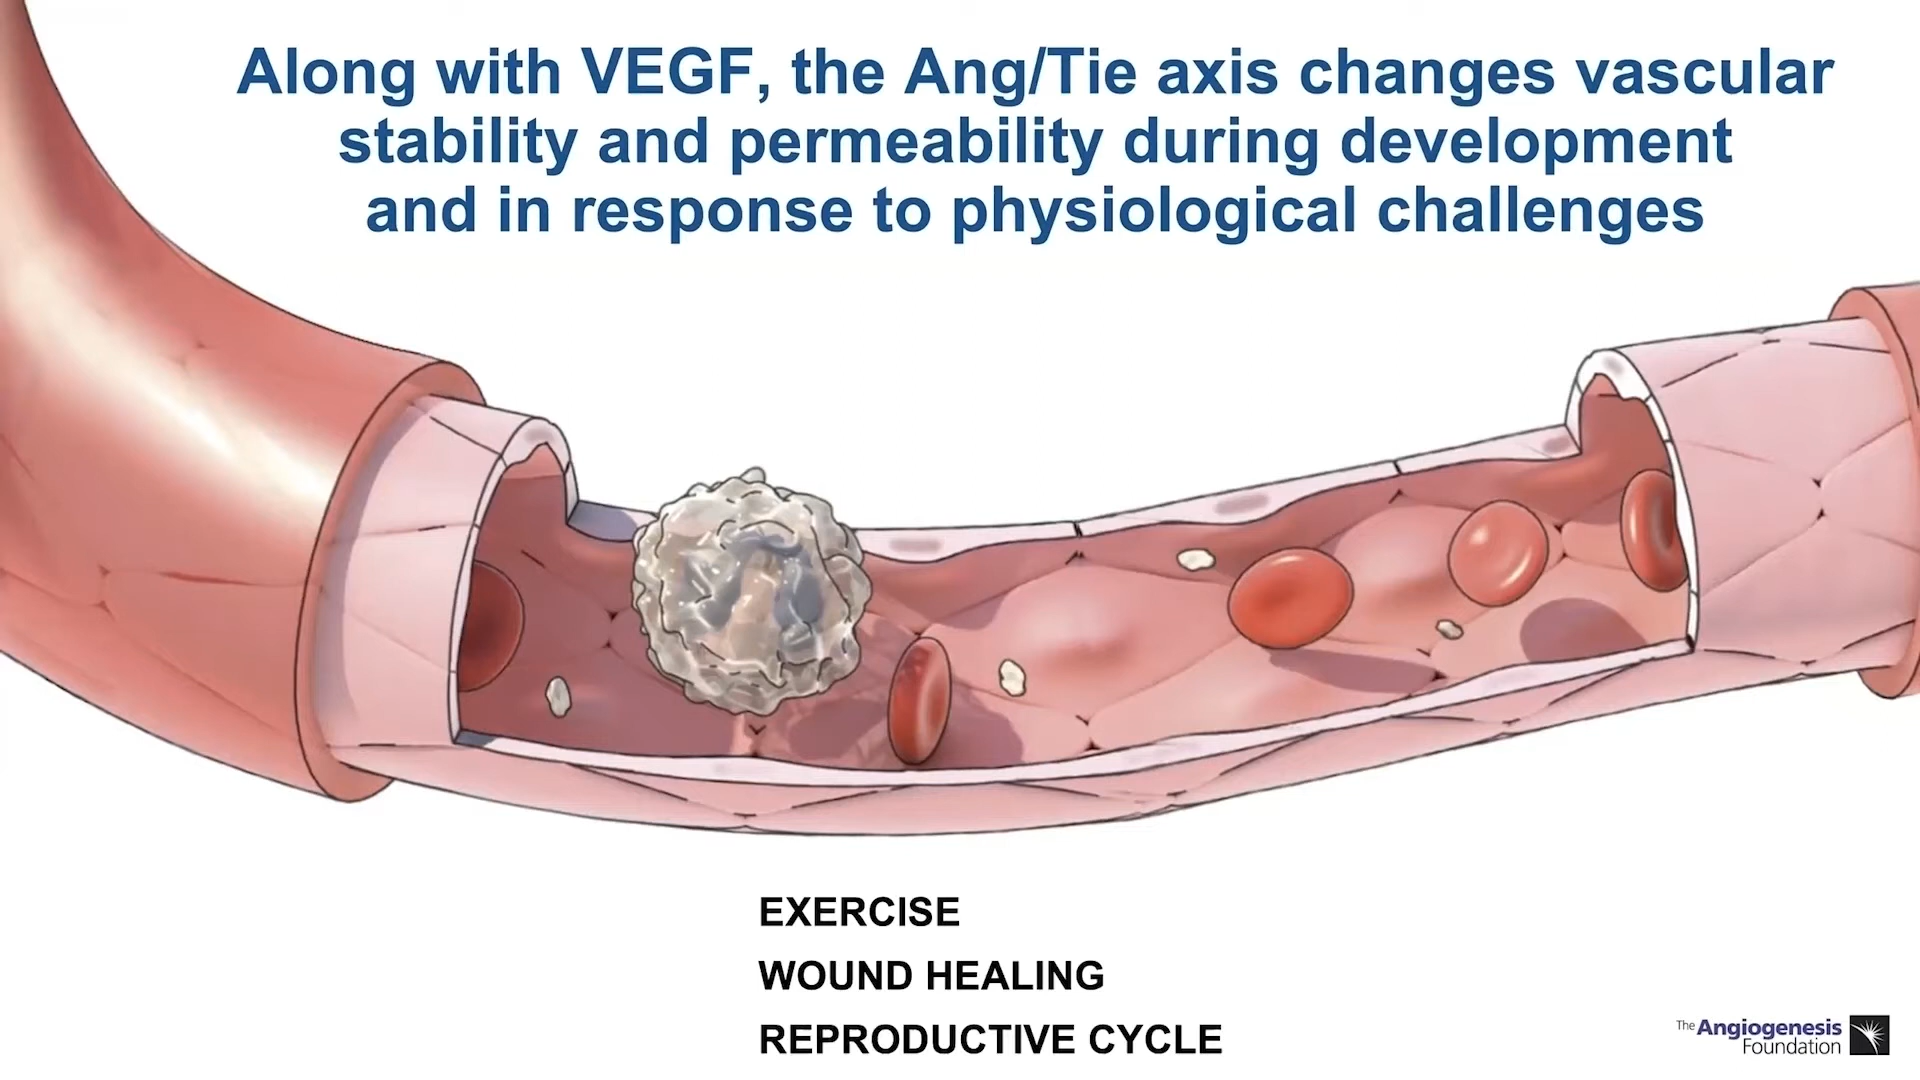 Along with VEGF, the Ang/Tie axis changes vascular
stability and permeability during development
and in response to physiological challenges
EXERCISE
WOUND HEALING
REPRODUCTIVE CYCLE
The Angiogenesis
Foundation